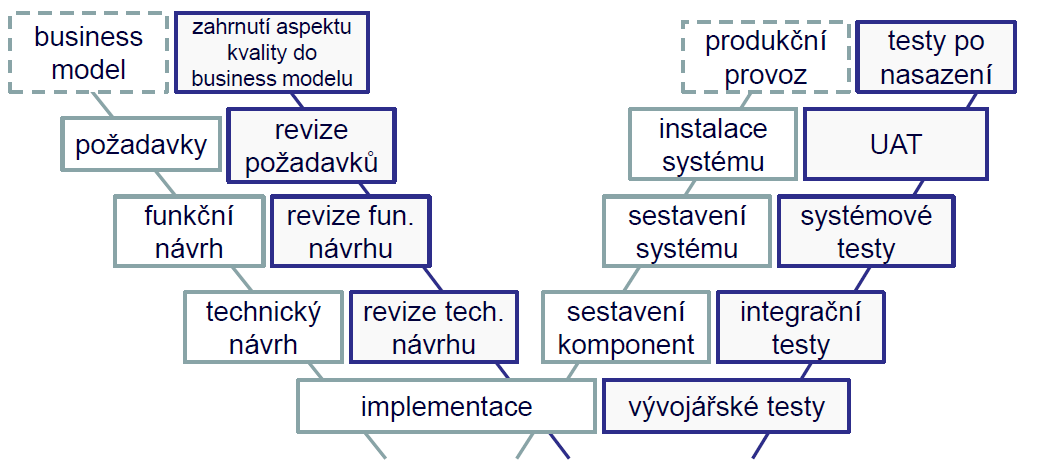 business
model
zahrnutí aspektu
kvality do
business modelu
produkční
provoz
testy po
nasazení
požadavky
revize
požadavků
instalace
systému
UAT
funkční
návrh
revize fun.
návrhu
sestavení
systému
systémové
testy
technický
návrh
revize tech.
návrhu
sestavení
komponent
integrační
testy
implementace
vývojářské testy